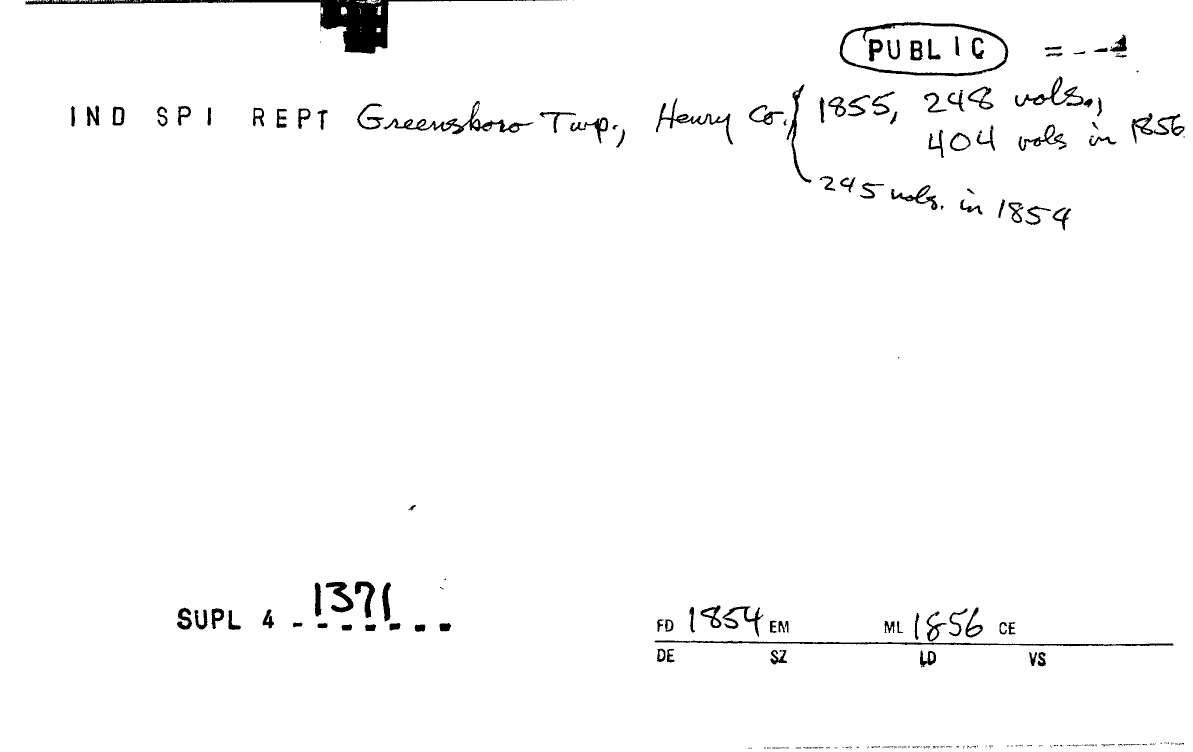 PUBLIC = - - 1
IND SPI REPT Greensboro Twp., Henry Co. { 1855, 248 vols.,
404 vols in 1856
245 vols. in 1854
SUPL 4 - 1371
FD 1854 EM ML 1856 CE
DE SZ LD VS